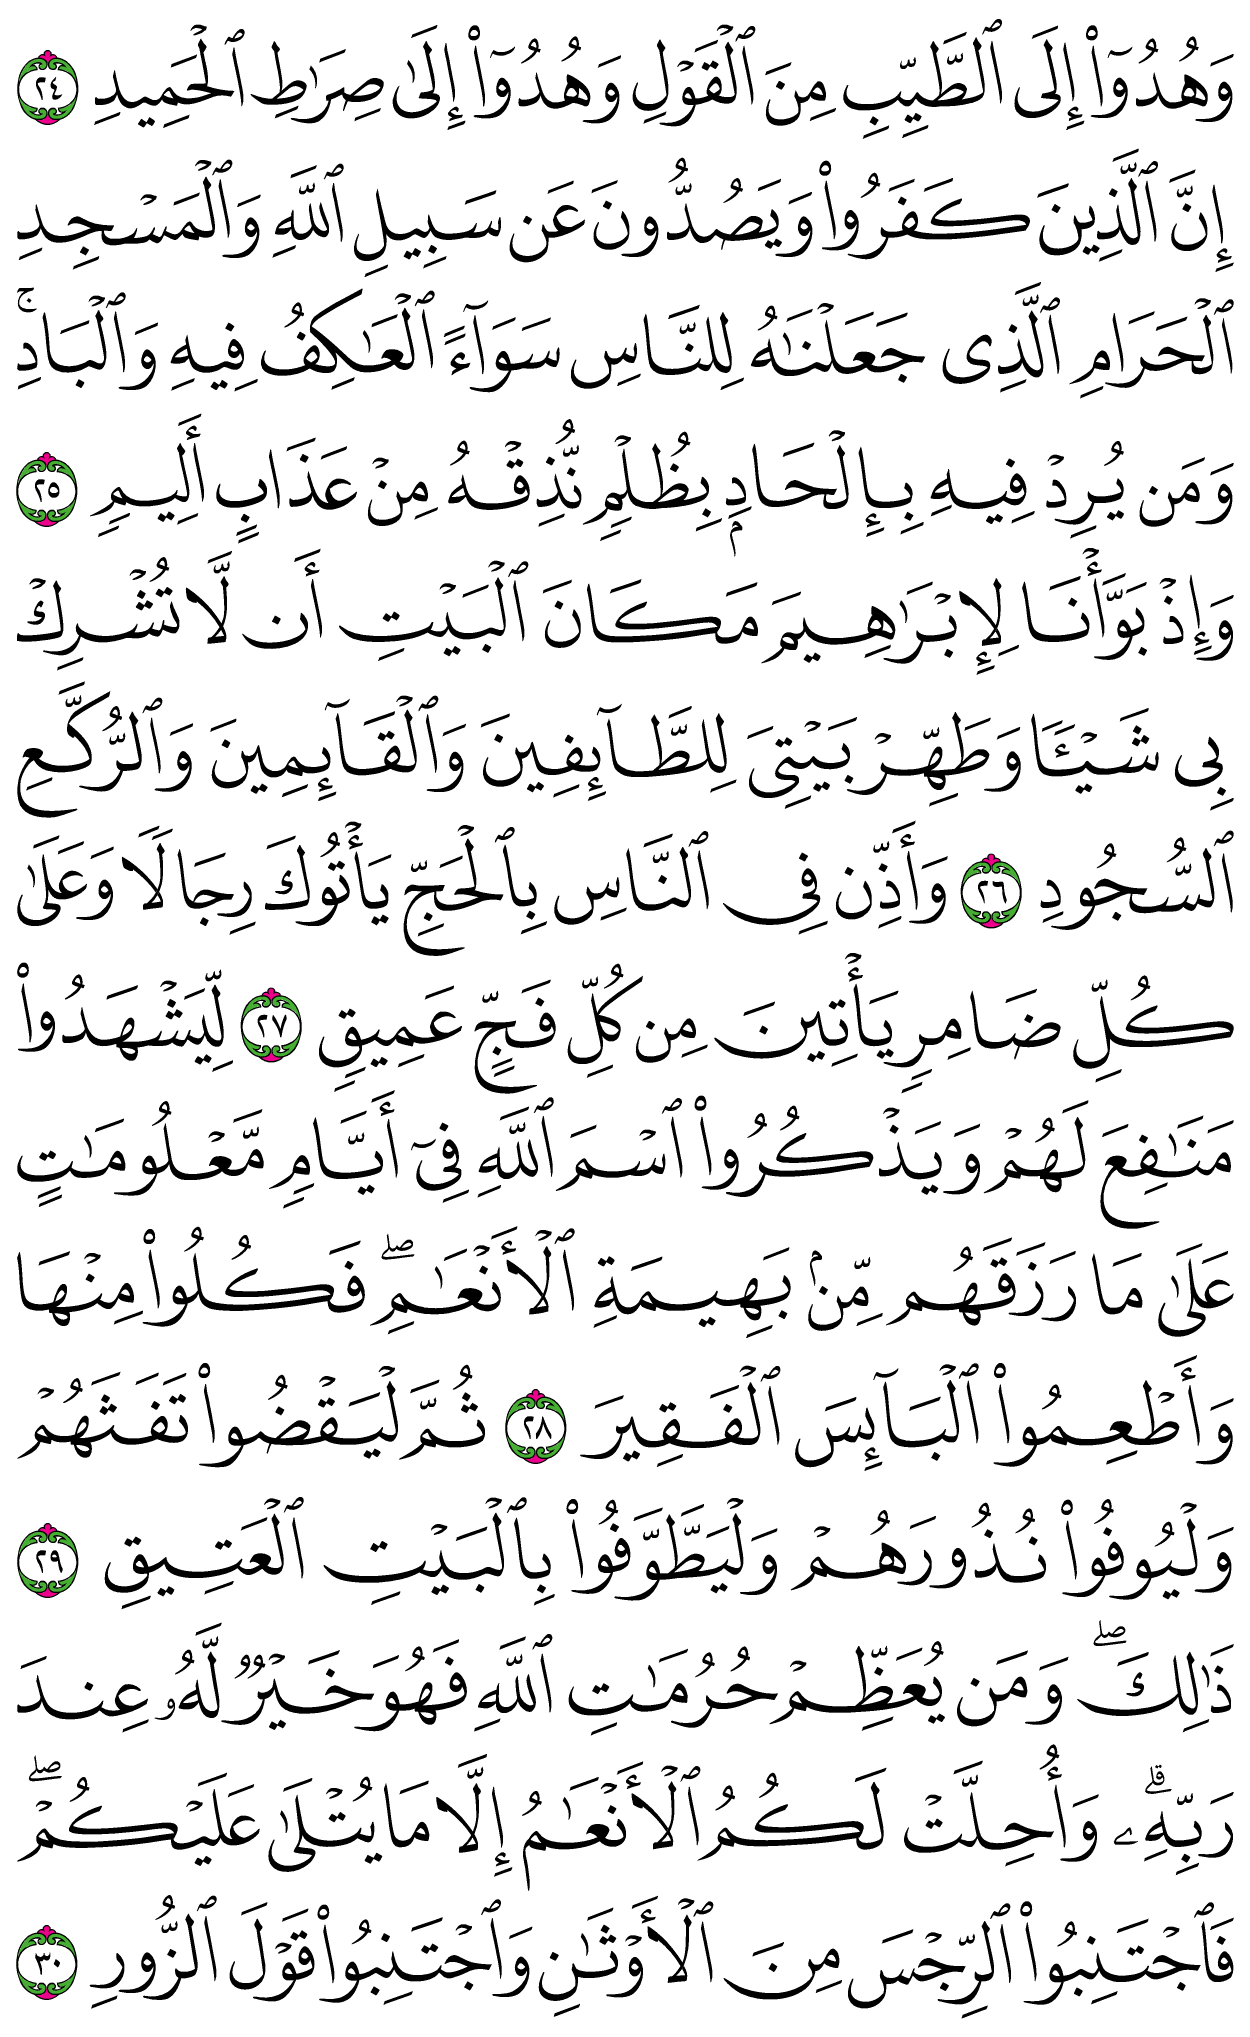 وَهُدُوٓا۟ إِلَى ٱلطَّيِّبِ مِنَ ٱلْقَوْلِ وَهُدُوٓا۟ إِلَىٰ صِرَٰطِ ٱلْحَمِيدِ ٢٤
إِنَّ ٱلَّذِينَ كَفَرُوا۟ وَيَصُدُّونَ عَن سَبِيلِ ٱللَّهِ وَٱلْمَسْجِدِ
ٱلْحَرَامِ ٱلَّذِى جَعَلْنَٰهُ لِلنَّاسِ سَوَآءً ٱلْعَٰكِفُ فِيهِ وَٱلْبَادِ ۚ
وَمَن يُرِدْ فِيهِ بِإِلْحَادٍۭ بِظُلْمٍ نُّذِقْهُ مِنْ عَذَابٍ أَلِيمٍ ٢٥
وَإِذْ بَوَّأْنَا لِإِبْرَٰهِيمَ مَكَانَ ٱلْبَيْتِ أَن لَّا تُشْرِكْ
بِى شَيْـًٔا وَطَهِّرْ بَيْتِىَ لِلطَّآئِفِينَ وَٱلْقَآئِمِينَ وَٱلرُّكَّعِ
ٱلسُّجُودِ ٢٦ وَأَذِّن فِى ٱلنَّاسِ بِٱلْحَجِّ يَأْتُوكَ رِجَالًا وَعَلَىٰ
كُلِّ ضَامِرٍ يَأْتِينَ مِن كُلِّ فَجٍّ عَمِيقٍ ٢٧ لِّيَشْهَدُوا۟
مَنَٰفِعَ لَهُمْ وَيَذْكُرُوا۟ ٱسْمَ ٱللَّهِ فِىٓ أَيَّامٍ مَّعْلُومَٰتٍ
عَلَىٰ مَا رَزَقَهُم مِّنۢ بَهِيمَةِ ٱلْأَنْعَٰمِ ۖ فَكُلُوا۟ مِنْهَا
وَأَطْعِمُوا۟ ٱلْبَآئِسَ ٱلْفَقِيرَ ٢٨ ثُمَّ لْيَقْضُوا۟ تَفَثَهُمْ
وَلْيُوفُوا۟ نُذُورَهُمْ وَلْيَطَّوَّفُوا۟ بِٱلْبَيْتِ ٱلْعَتِيقِ ٢٩
ذَٰلِكَ ۖ وَمَن يُعَظِّمْ حُرُمَٰتِ ٱللَّهِ فَهُوَ خَيْرٌ لَّهُۥ عِندَ
رَبِّهِۦ ۗ وَأُحِلَّتْ لَكُمُ ٱلْأَنْعَٰمُ إِلَّا مَا يُتْلَىٰ عَلَيْكُمْ ۖ
فَٱجْتَنِبُوا۟ ٱلرِّجْسَ مِنَ ٱلْأَوْثَٰنِ وَٱجْتَنِبُوا۟ قَوْلَ ٱلزُّورِ ٣٠